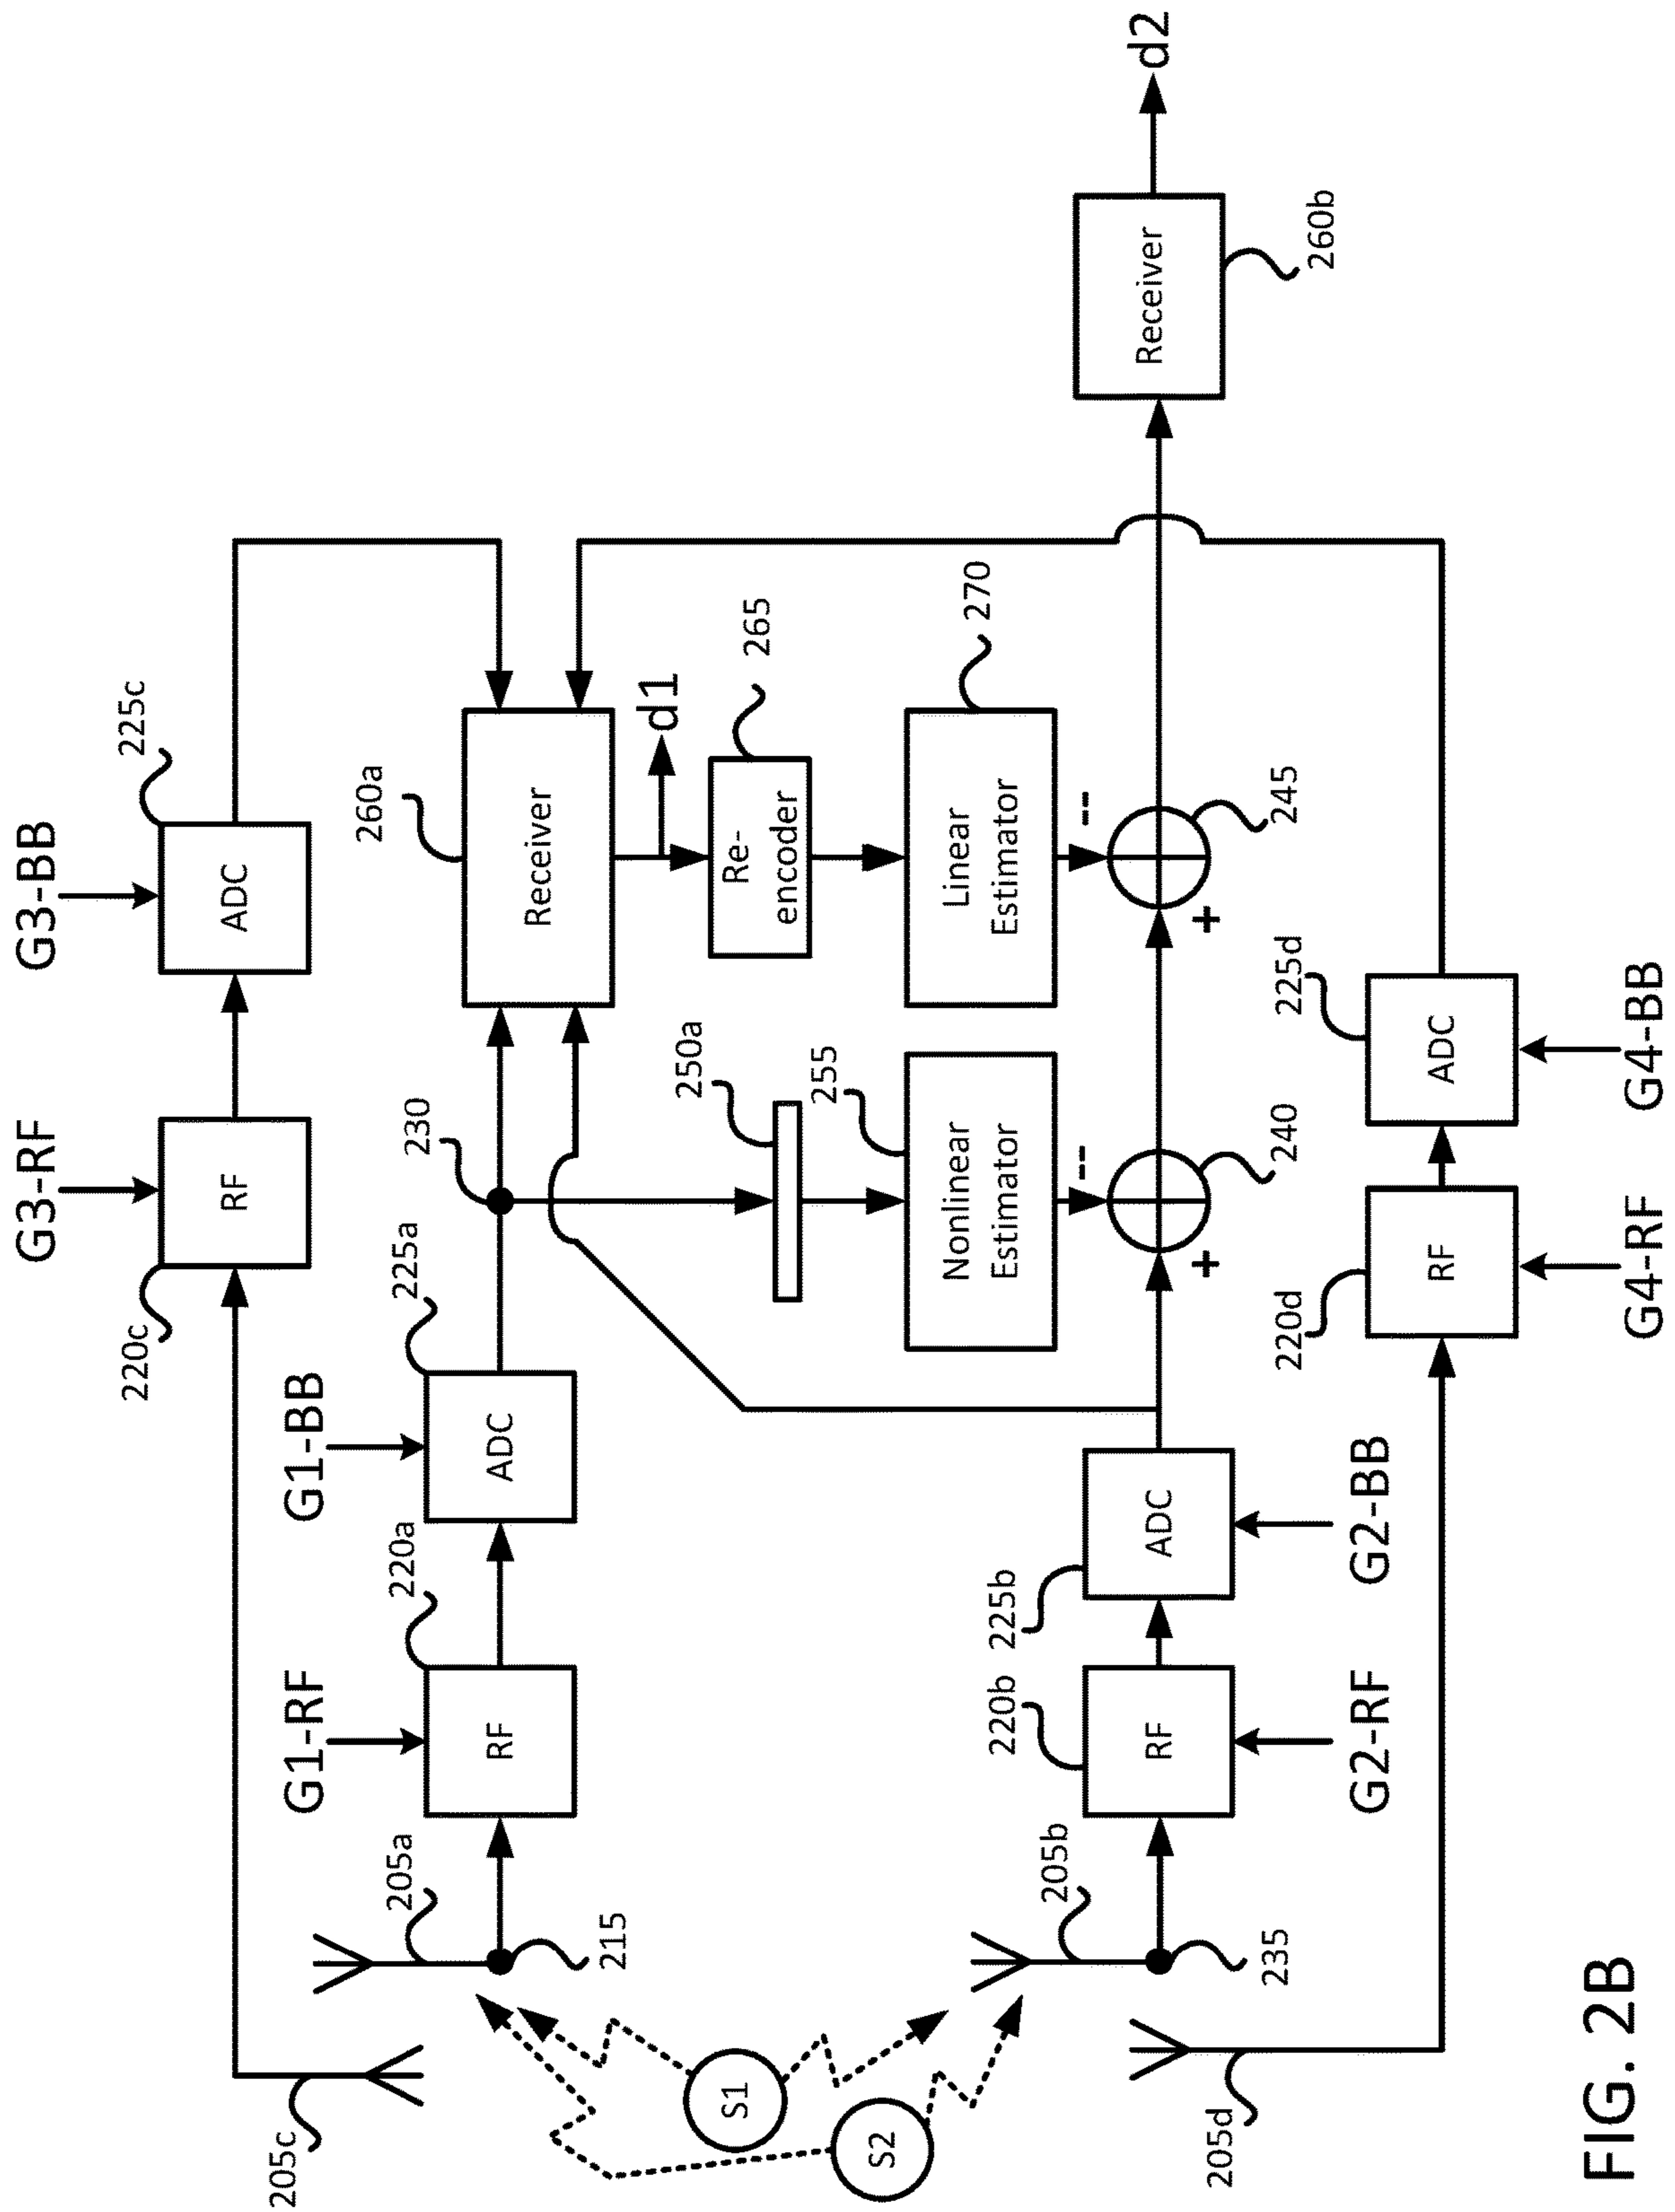 G3-RF
G3-BB
220c
RF
225c
ADC
205c
G1-RF
G1-BB
205a
220a
RF
225a
ADC
230
260a
Receiver
215
d1
250a
Re-
encoder
265
S1
S2
255
Nonlinear
Estimator
Linear
Estimator
270
--
--
205b
220b
RF
225b
ADC
+
+
240
245
Receiver
260b
d2
235
G2-RF
G2-BB
205d
220d
RF
225d
ADC
G4-RF
G4-BB
FIG. 2B